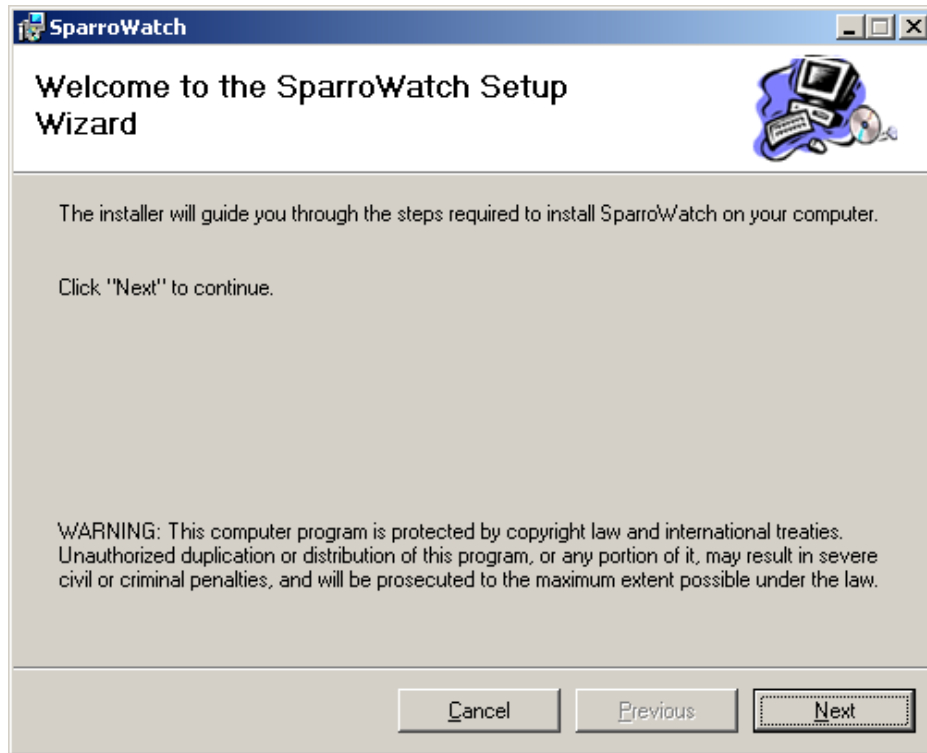 SparroWatch
Welcome to the SparroWatch Setup
Wizard
The installer will guide you through the steps required to install SparroWatch on your computer.
Click "Next" to continue.
WARNING: This computer program is protected by copyright law and international treaties.
Unauthorized duplication or distribution of this program, or any portion of it, may result in severe
civil or criminal penalties, and will be prosecuted to the maximum extent possible under the law.
Cancel
Previous
Next